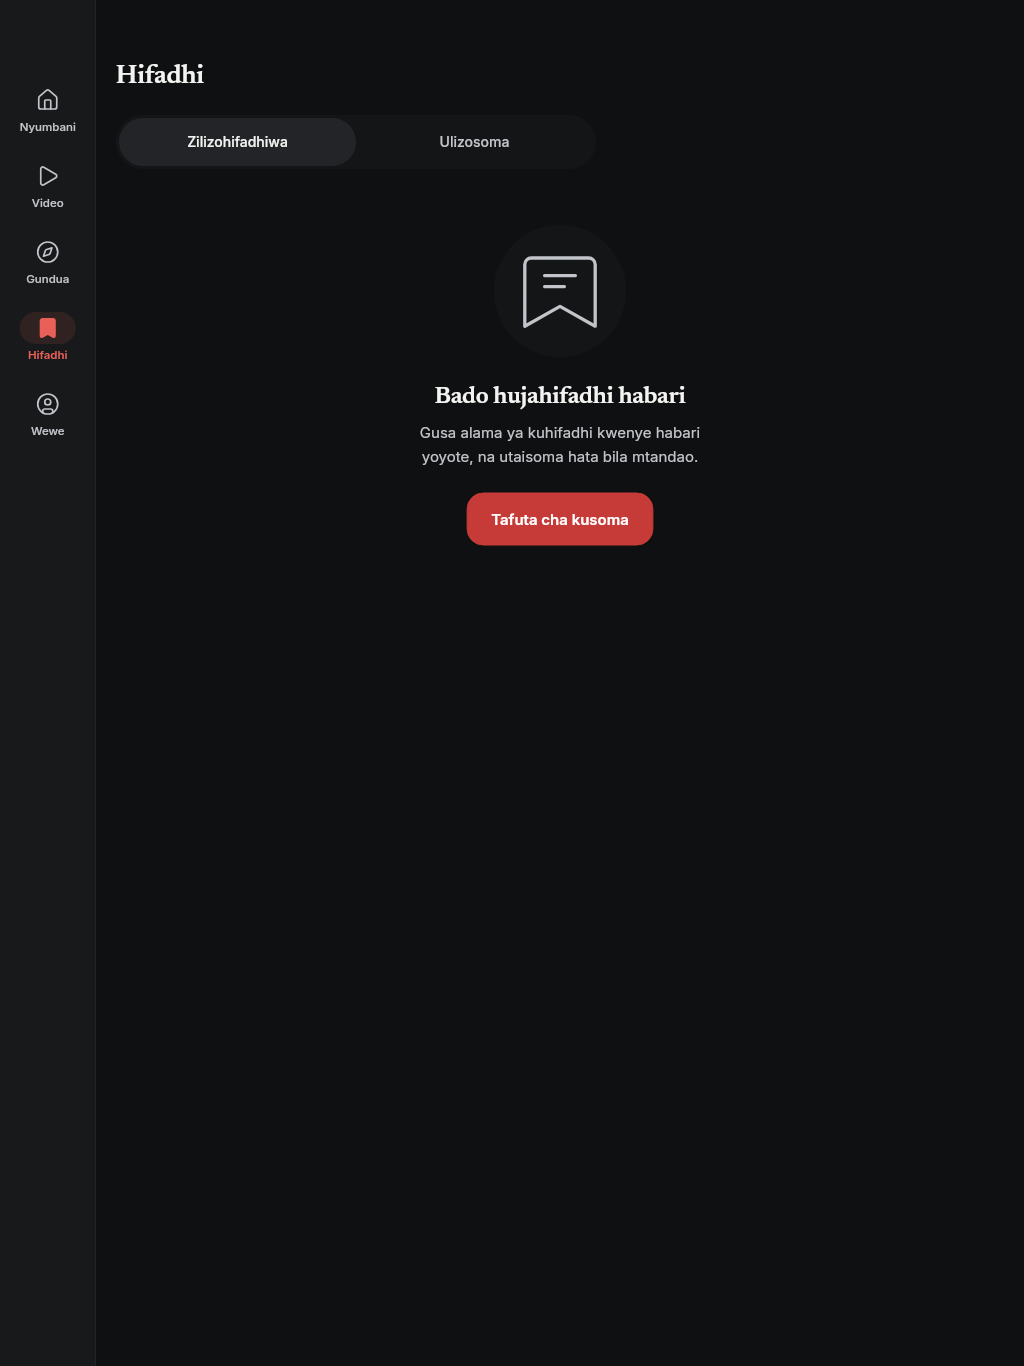 Hifadhi
Zilizohifadhiwa
Ulizosoma
Nyumbani
Video
Gundua
Hifadhi
Wewe
Bado hujahifadhi habari
Gusa alama ya kuhifadhi kwenye habari
yoyote, na utaisoma hata bila mtandao.
Tafuta cha kusoma